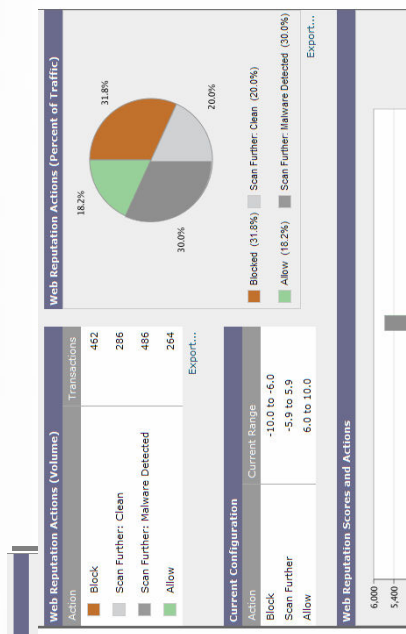 Web Reputation Actions (Volume)
Action Transactions
Block 462
Scan Further: Clean 286
Scan Further: Malware Detected 486
Allow 264
Export...
Web Reputation Actions (Percent of Traffic)
31.8%
18.2%
20.0%
30.0%
Blocked (31.8%) Scan Further: Clean (20.0%)
Allow (18.2%) Scan Further: Malware Detected (30.0%)
Export...
Current Configuration
Action Current Range
Block -10.0 to -6.0
Scan Further -5.9 to 5.9
Allow 6.0 to 10.0
Web Reputation Scores and Actions
6,000
5,400